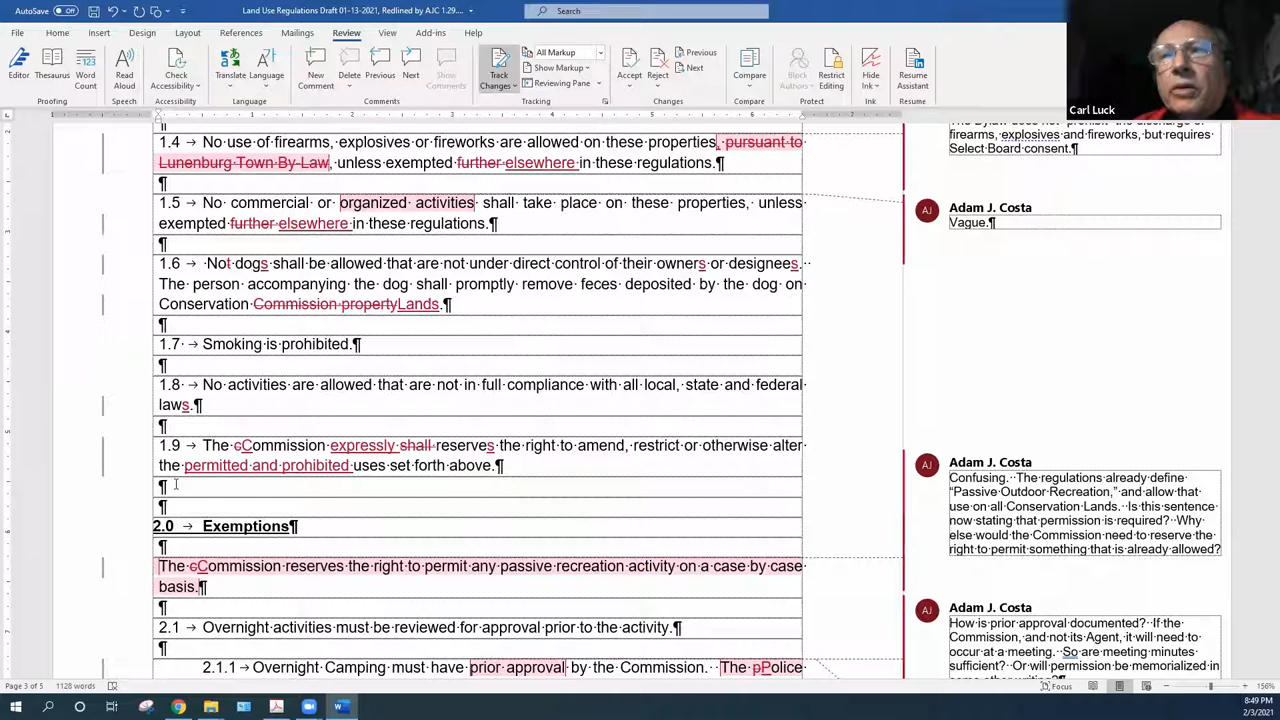 AutoSave Off Land Use Regulations Draft 01-13-2021, Redlined by AJC 1.29.... Search
File Home Insert Draw Design Layout References Mailings Review View Add-ins Help
All Markup Previous
Show Markup Next
Reviewing Pane
Editor Thesaurus Word Count Read Aloud Check Accessibility Translate Language New Comment Delete Previous Next Show Comments Track Changes Accept Reject Compare Block Authors Restrict Editing Hide Ink Resume Assistant
Proofing Speech Accessibility Language Comments Tracking Changes Compare Protect Ink Resume
Carl Luck
1.4 → No use of firearms, explosives or fireworks are allowed on these properties, pursuant to
Lunenburg Town By-Law, unless exempted further elsewhere in these regulations.¶
¶
1.5 → No commercial or organized activities shall take place on these properties, unless
exempted further elsewhere in these regulations.¶
¶
1.6 → Not dogs shall be allowed that are not under direct control of their owners or designees.
The person accompanying the dog shall promptly remove feces deposited by the dog on
Conservation Commission propertyLands.¶
¶
1.7 → Smoking is prohibited.¶
¶
1.8 → No activities are allowed that are not in full compliance with all local, state and federal
laws.¶
¶
1.9 → The cCommission expressly shall reserves the right to amend, restrict or otherwise alter
the permitted and prohibited uses set forth above.¶
¶
¶
2.0 → Exemptions¶
¶
The cCommission reserves the right to permit any passive recreation activity on a case by case
basis.¶
¶
2.1 → Overnight activities must be reviewed for approval prior to the activity.¶
¶
2.1.1 → Overnight Camping must have prior approval by the Commission. The pPolice
firearms, explosives and fireworks, but requires
Select Board consent.¶
AJ Adam J. Costa
Vague.¶
AJ Adam J. Costa
Confusing. The regulations already define
“Passive Outdoor Recreation,” and allow that
use on all Conservation Lands. Is this sentence
now stating that permission is required? Why
else would the Commission need to reserve the
right to permit something that is already allowed?
AJ Adam J. Costa
How is prior approval documented? If the
Commission, and not its Agent, it will need to
occur at a meeting. So are meeting minutes
sufficient? Or will permission be memorialized in
Page 3 of 5 1128 words Focus 156%
8:49 PM
2/3/2021